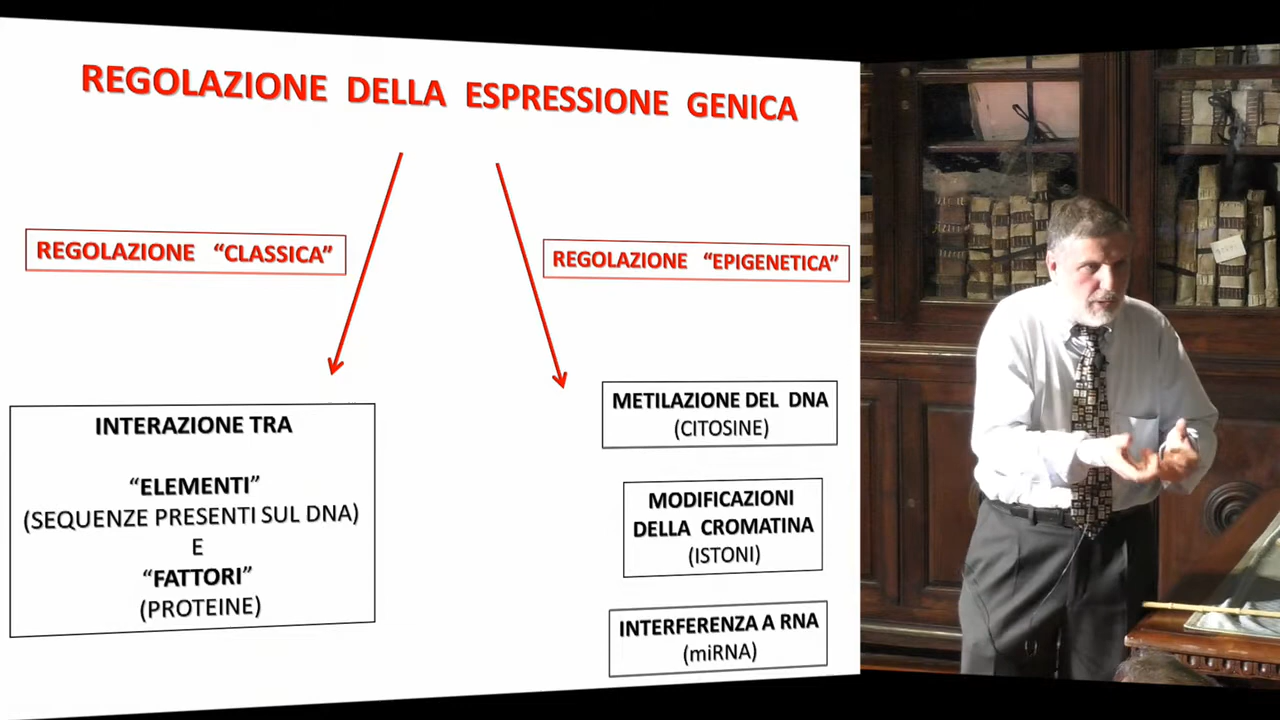 REGOLAZIONE DELLA ESPRESSIONE GENICA
REGOLAZIONE “CLASSICA”
REGOLAZIONE “EPIGENETICA”
INTERAZIONE TRA
“ELEMENTI”
(SEQUENZE PRESENTI SUL DNA)
E
“FATTORI”
(PROTEINE)
METILAZIONE DEL DNA
(CITOSINE)
MODIFICAZIONI
DELLA CROMATINA
(ISTONI)
INTERFERENZA A RNA
(miRNA)